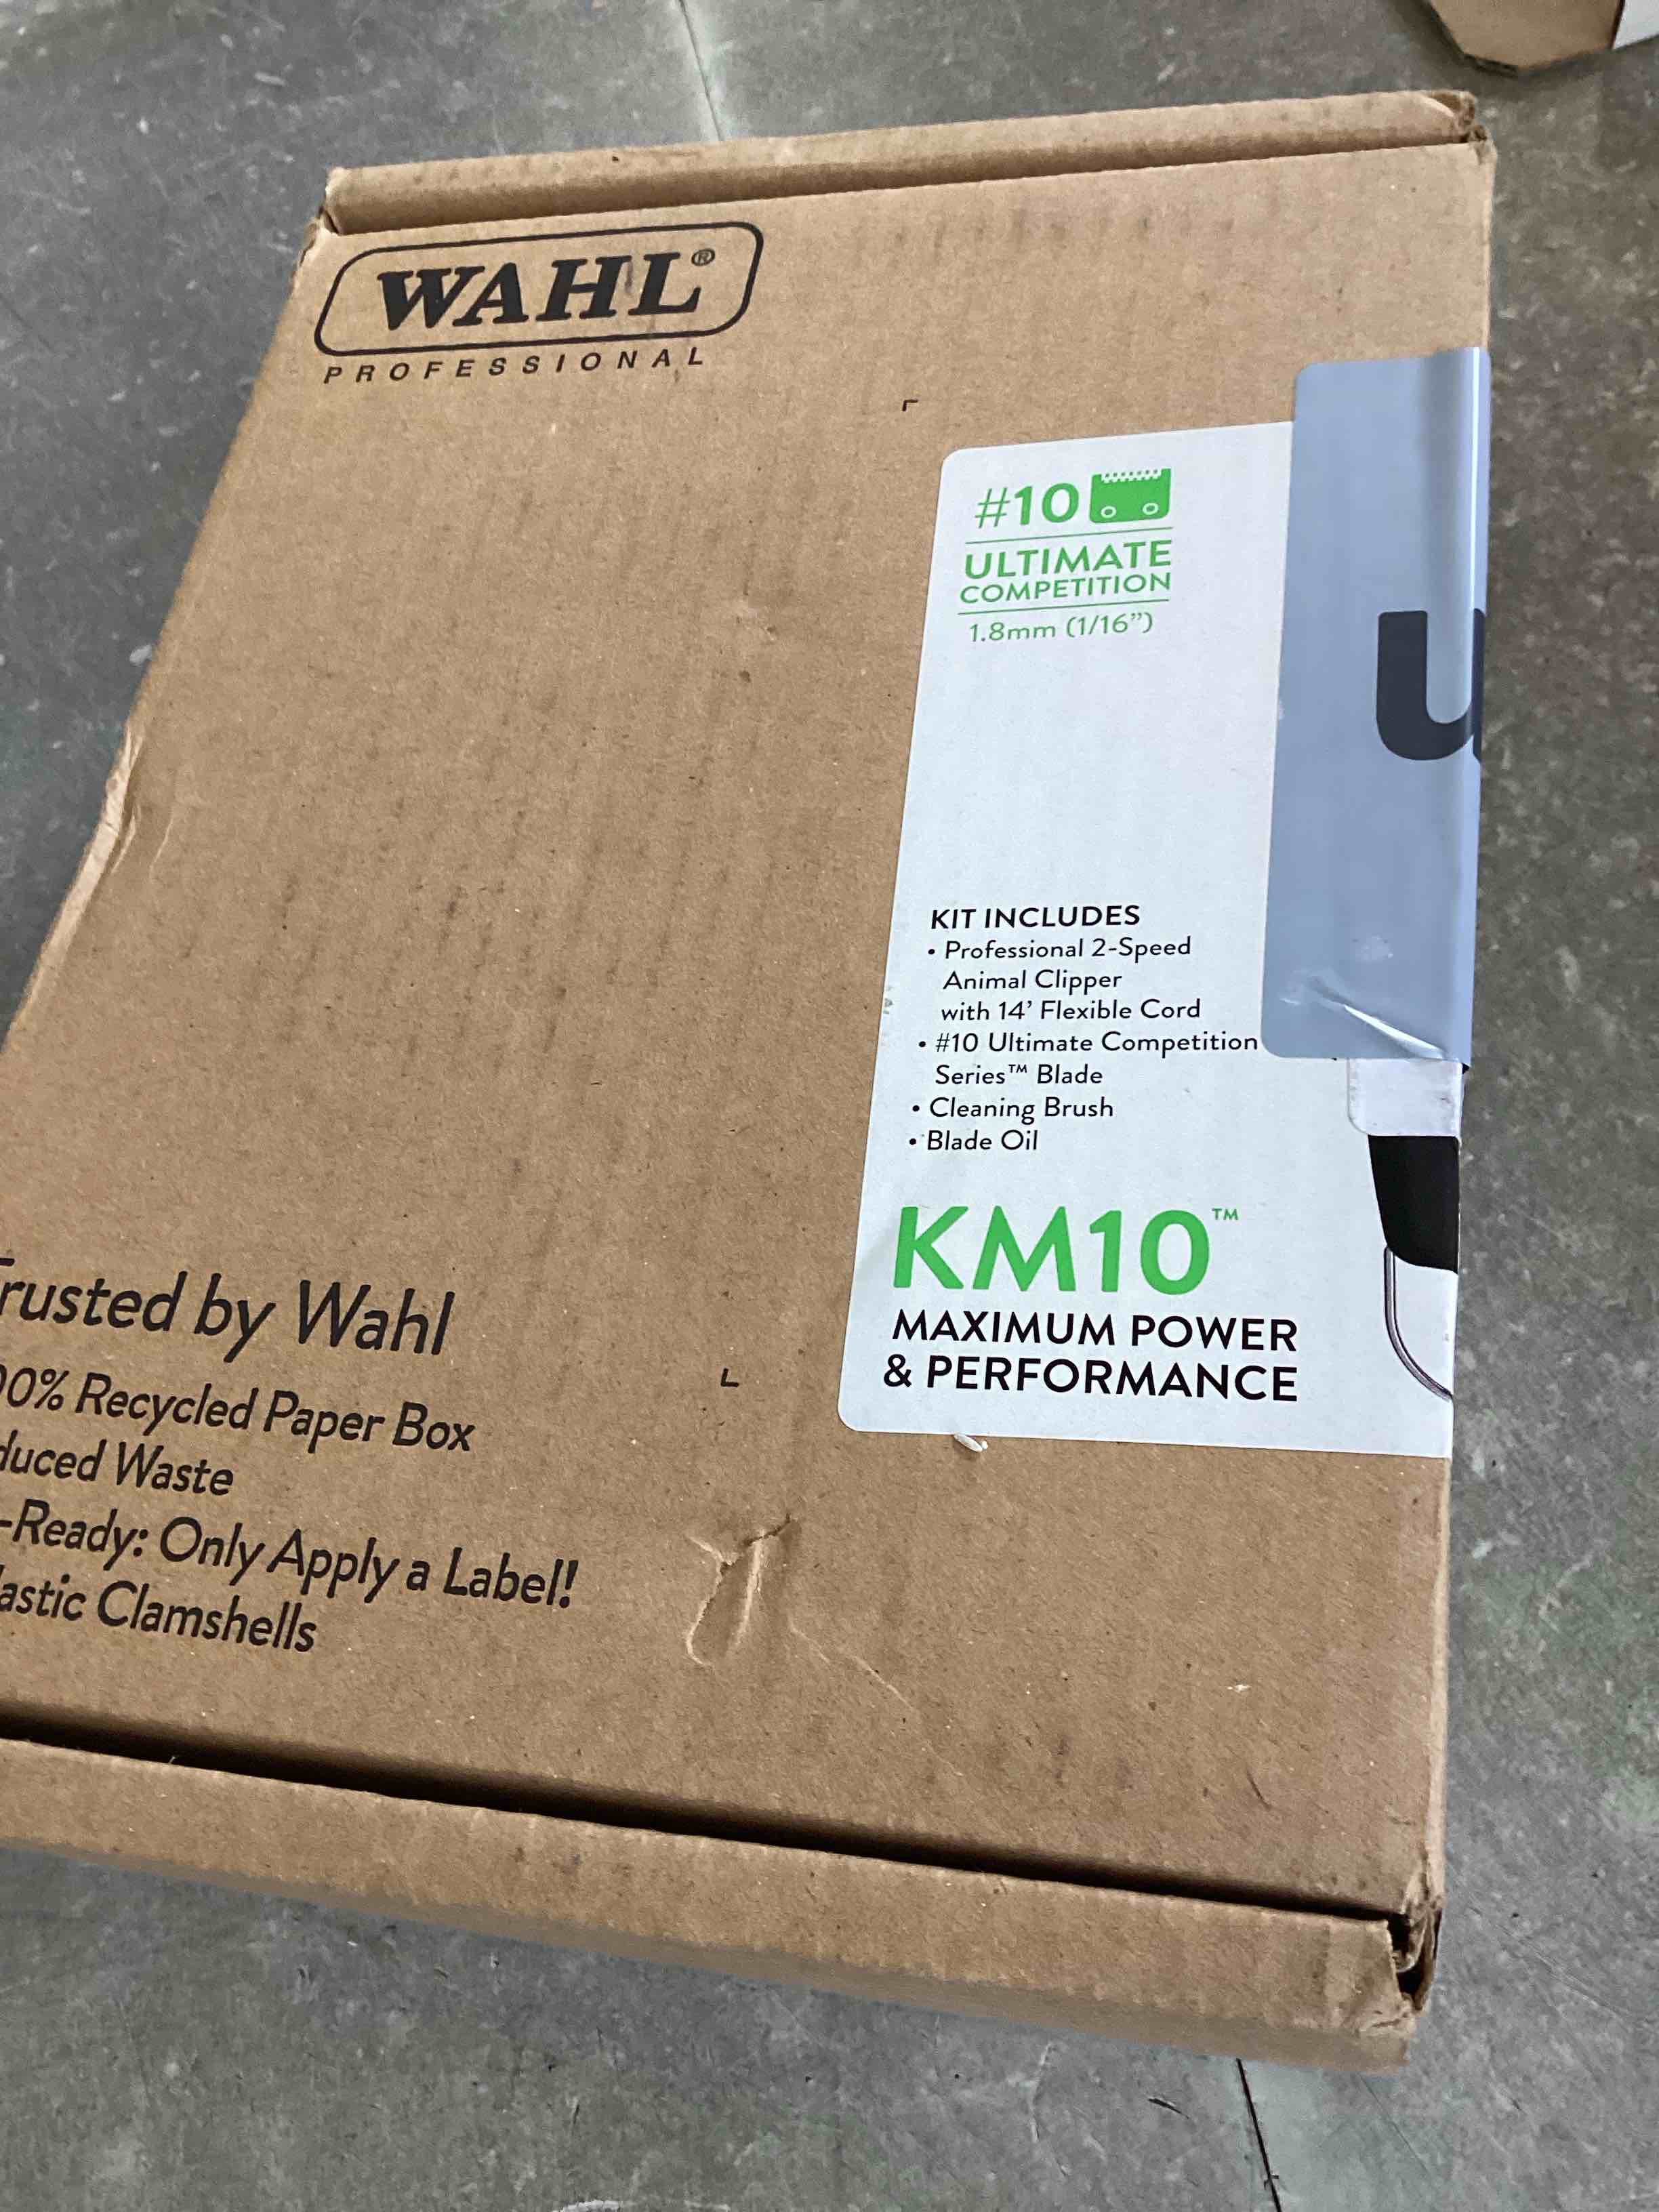 WAHL®
PROFESSIONAL
#10
ULTIMATE
COMPETITION
1.8mm (1/16")
KIT INCLUDES
• Professional 2-Speed
Animal Clipper
with 14' Flexible Cord
• #10 Ultimate Competition
Series™ Blade
• Cleaning Brush
• Blade Oil
KM10™
MAXIMUM POWER
& PERFORMANCE
rusted by Wahl
00% Recycled Paper Box
duced Waste
-Ready: Only Apply a Label!
lastic Clamshells